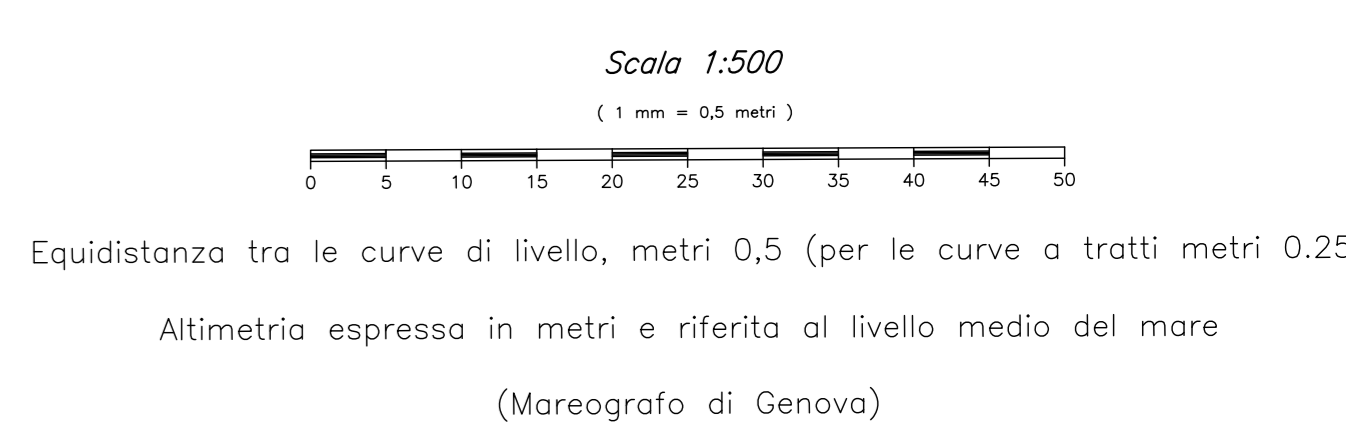 Scala 1:500
( 1 mm = 0,5 metri )
0 5 10 15 20 25 30 35 40 45 50
Equidistanza tra le curve di livello, metri 0,5 (per le curve a tratti metri 0.25
Altimetria espressa in metri e riferita al livello medio del mare
(Mareografo di Genova)